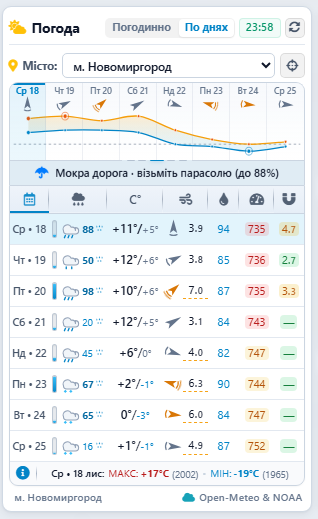 Погода
Погодинно По днях 23:58
Місто: м. Новомиргород
Ср 18 Чт 19 Пт 20 Сб 21 Нд 22 Пн 23 Вт 24 Ср 25
Мокра дорога · візьміть парасолю (до 88%)
C°
Ср • 18 88 +11°/+5° 3.9 94 735 4.7
Чт • 19 50 +12°/+6° 3.8 85 736 2.7
Пт • 20 98 +10°/+6° 7.0 87 735 3.3
Сб • 21 20 +12°/+5° 3.1 84 743 —
Нд • 22 45 +6°/0° 4.0 82 747 —
Пн • 23 67 +2°/-1° 6.3 90 744 —
Вт • 24 65 0°/-3° 6.0 84 747 —
Ср • 25 16 +1°/-1° 4.9 87 752 —
Ср • 18 лис: МАКС: +17°C (2002) · МІН: -19°C (1965)
м. Новомиргород Open-Meteo & NOAA